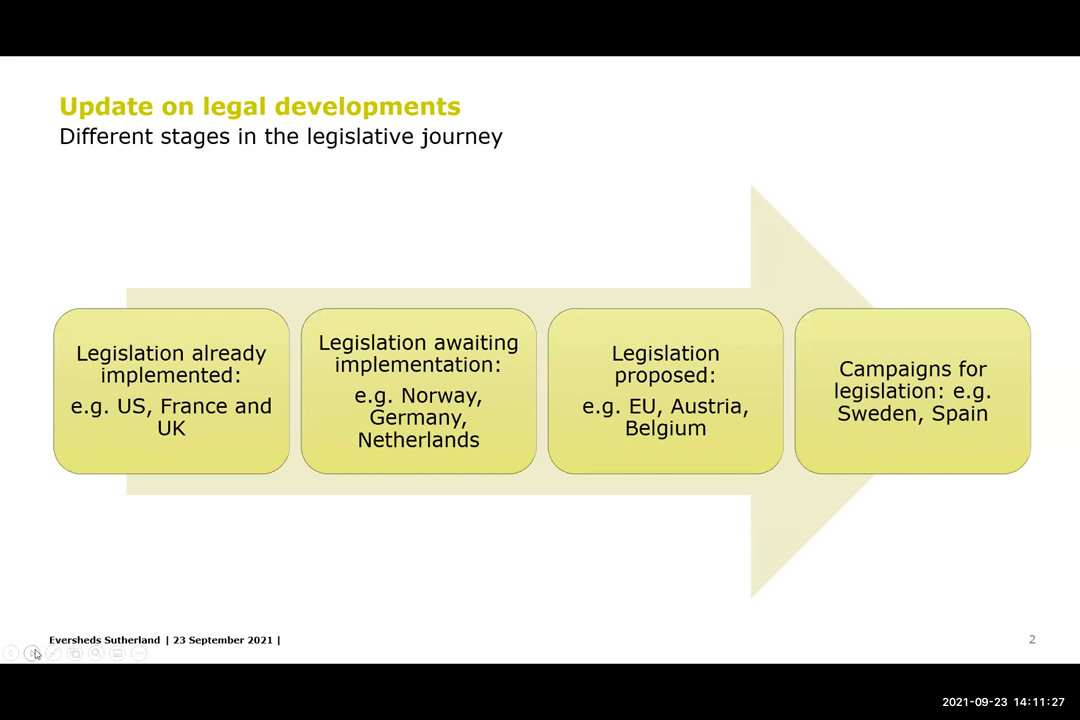 Update on legal developments
Different stages in the legislative journey
Legislation already
implemented:
e.g. US, France and
UK
Legislation awaiting
implementation:
e.g. Norway,
Germany,
Netherlands
Legislation
proposed:
e.g. EU, Austria,
Belgium
Campaigns for
legislation: e.g.
Sweden, Spain
Eversheds Sutherland | 23 September 2021 |
2
2021-09-23 14:11:27